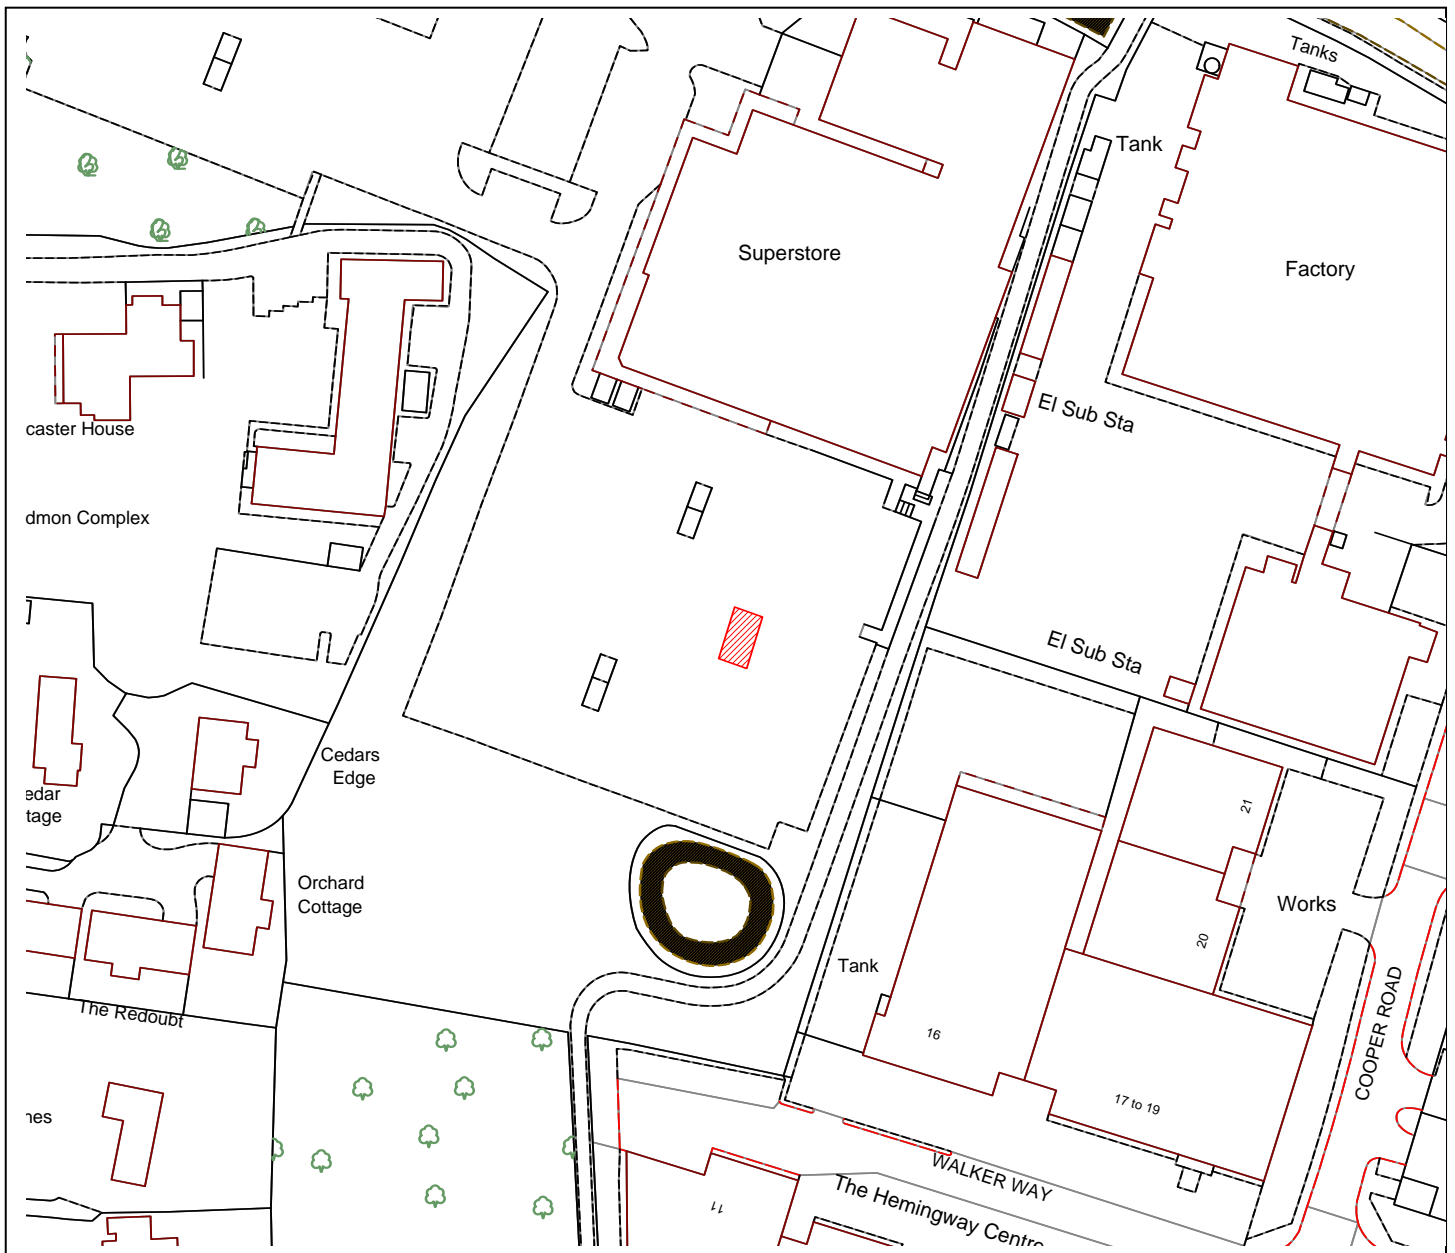 Tanks
Tank
Superstore
Factory
caster House
El Sub Sta
dmon Complex
El Sub Sta
Cedars
Edge
edar
tage
21
Orchard
Cottage
Works
20
Tank
The Redoubt
16
COOPER ROAD
17 to 19
nes
WALKER WAY
The Hemingway Centre
11